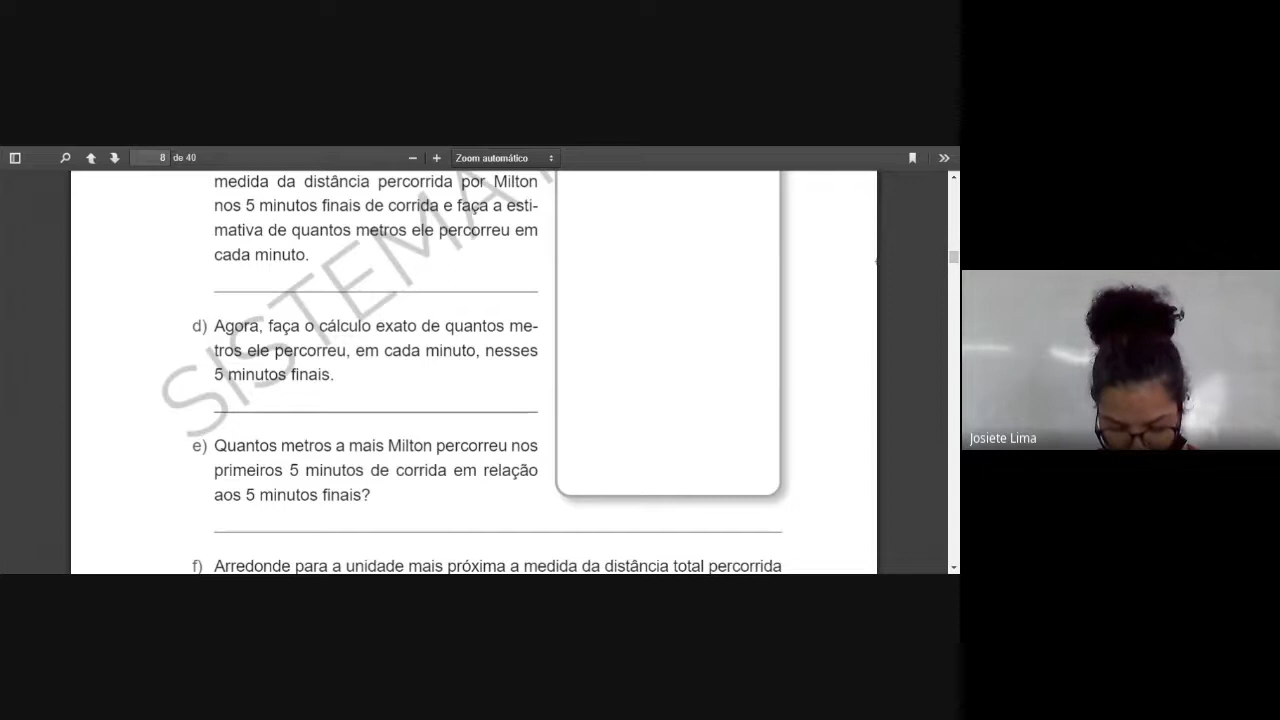 8 de 40
Zoom automático
medida da distância percorrida por Milton
nos 5 minutos finais de corrida e faça a esti-
mativa de quantos metros ele percorreu em
cada minuto.
d) Agora, faça o cálculo exato de quantos me-
tros ele percorreu, em cada minuto, nesses
5 minutos finais.
e) Quantos metros a mais Milton percorreu nos
primeiros 5 minutos de corrida em relação
aos 5 minutos finais?
f) Arredonde para a unidade mais próxima a medida da distância total percorrida
SISTEMA
Josiete Lima